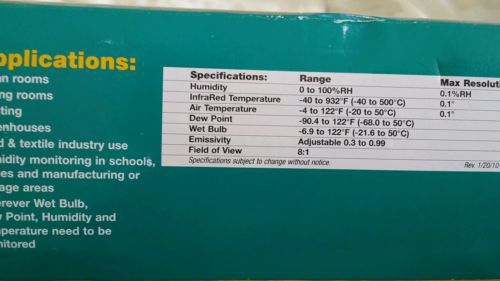 pplications:
n rooms
ng rooms
ting
enhouses
d & textile industry use
idity monitoring in schools,
es and manufacturing or
age areas
erever Wet Bulb,
w Point, Humidity and
perature need to be
nitored
Specifications: Range Max Resoluti
Humidity 0 to 100%RH 0.1%RH
InfraRed Temperature -40 to 932°F (-40 to 500°C) 0.1°
Air Temperature -4 to 122°F (-20 to 50°C) 0.1°
Dew Point -90.4 to 122°F (-68.0 to 50°C)
Wet Bulb -6.9 to 122°F (-21.6 to 50°C)
Emissivity Adjustable 0.3 to 0.99
Field of View 8:1
Specifications subject to change without notice. Rev. 1/20/10